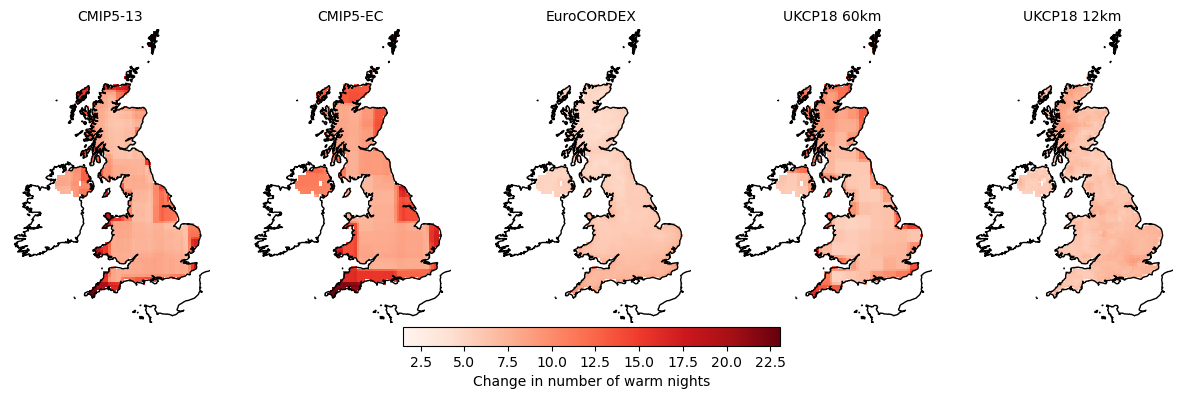 CMIP5-13 CMIP5-EC EuroCORDEX UKCP18 60km UKCP18 12km
2.5 5.0 7.5 10.0 12.5 15.0 17.5 20.0 22.5
Change in number of warm nights